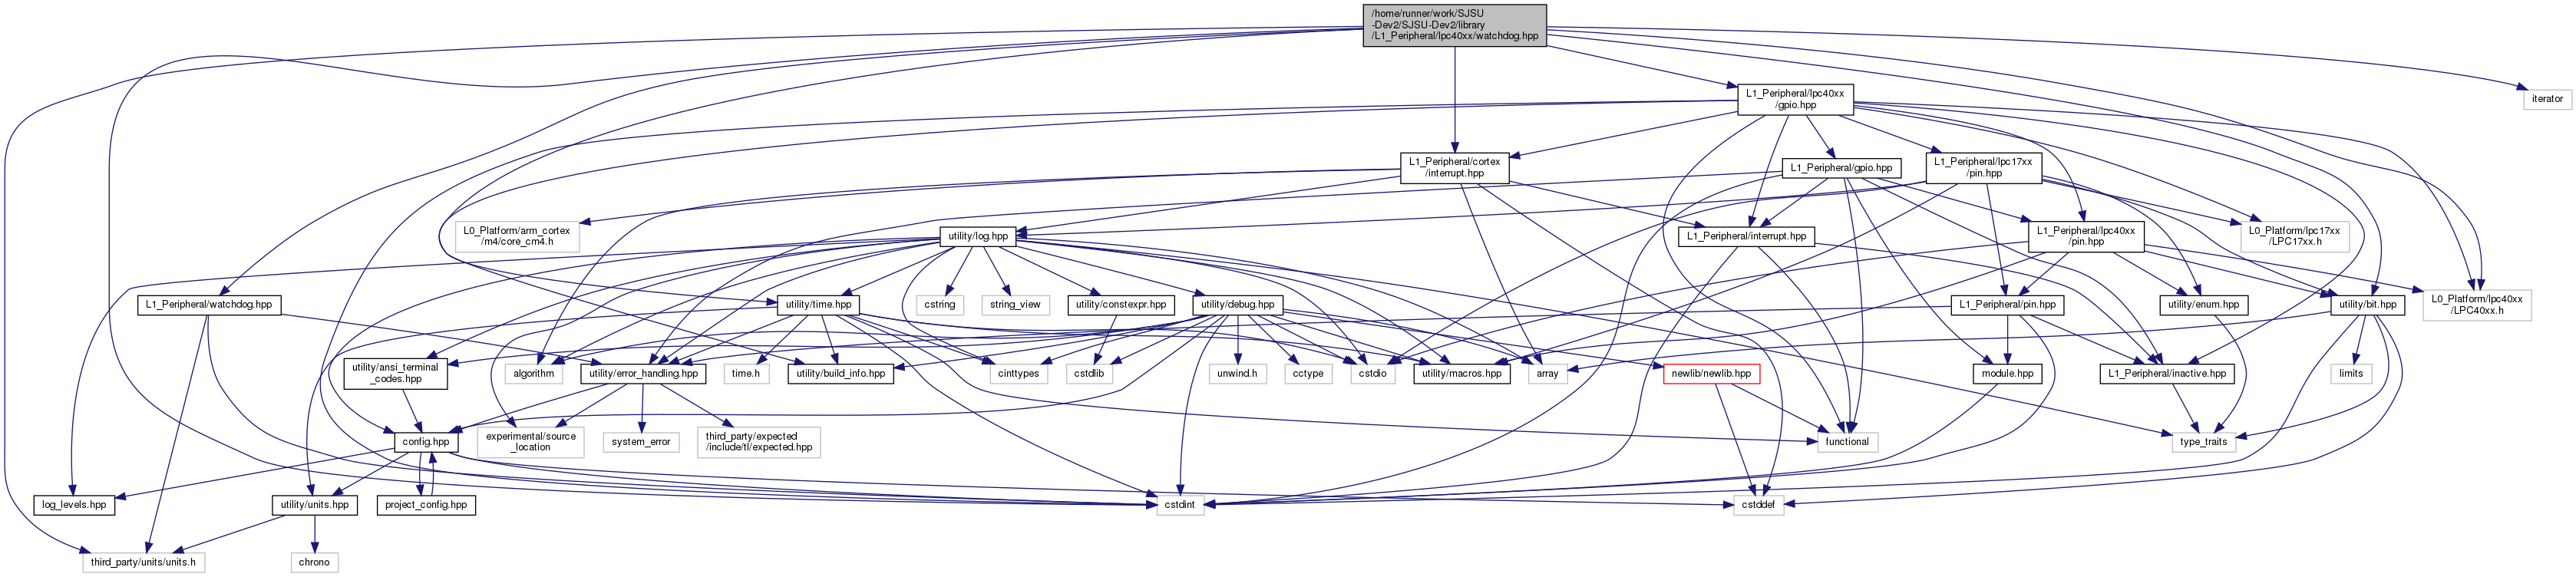 /home/runner/work/SJSU
-Dev2/SJSU-Dev2/library
/L1_Peripheral/lpc40xx/watchdog.hpp
L1_Peripheral/lpc40xx
/gpio.hpp
iterator
L1_Peripheral/cortex
/interrupt.hpp
L1_Peripheral/gpio.hpp
L1_Peripheral/lpc17xx
/pin.hpp
L0_Platform/arm_cortex
/m4/core_cm4.h
utility/log.hpp
L1_Peripheral/interrupt.hpp
L1_Peripheral/lpc40xx
/pin.hpp
L0_Platform/lpc17xx
/LPC17xx.h
L1_Peripheral/watchdog.hpp
utility/time.hpp
cstring
string_view
utility/constexpr.hpp
utility/debug.hpp
L1_Peripheral/pin.hpp
utility/enum.hpp
utility/bit.hpp
L0_Platform/lpc40xx
/LPC40xx.h
utility/ansi_terminal
_codes.hpp
algorithm
utility/error_handling.hpp
time.h
utility/build_info.hpp
cinttypes
cstdlib
unwind.h
cctype
cstdio
utility/macros.hpp
array
newlib/newlib.hpp
module.hpp
L1_Peripheral/inactive.hpp
limits
config.hpp
experimental/source
_location
system_error
third_party/expected
/include/tl/expected.hpp
functional
type_traits
log_levels.hpp
utility/units.hpp
project_config.hpp
cstdint
cstddef
third_party/units/units.h
chrono